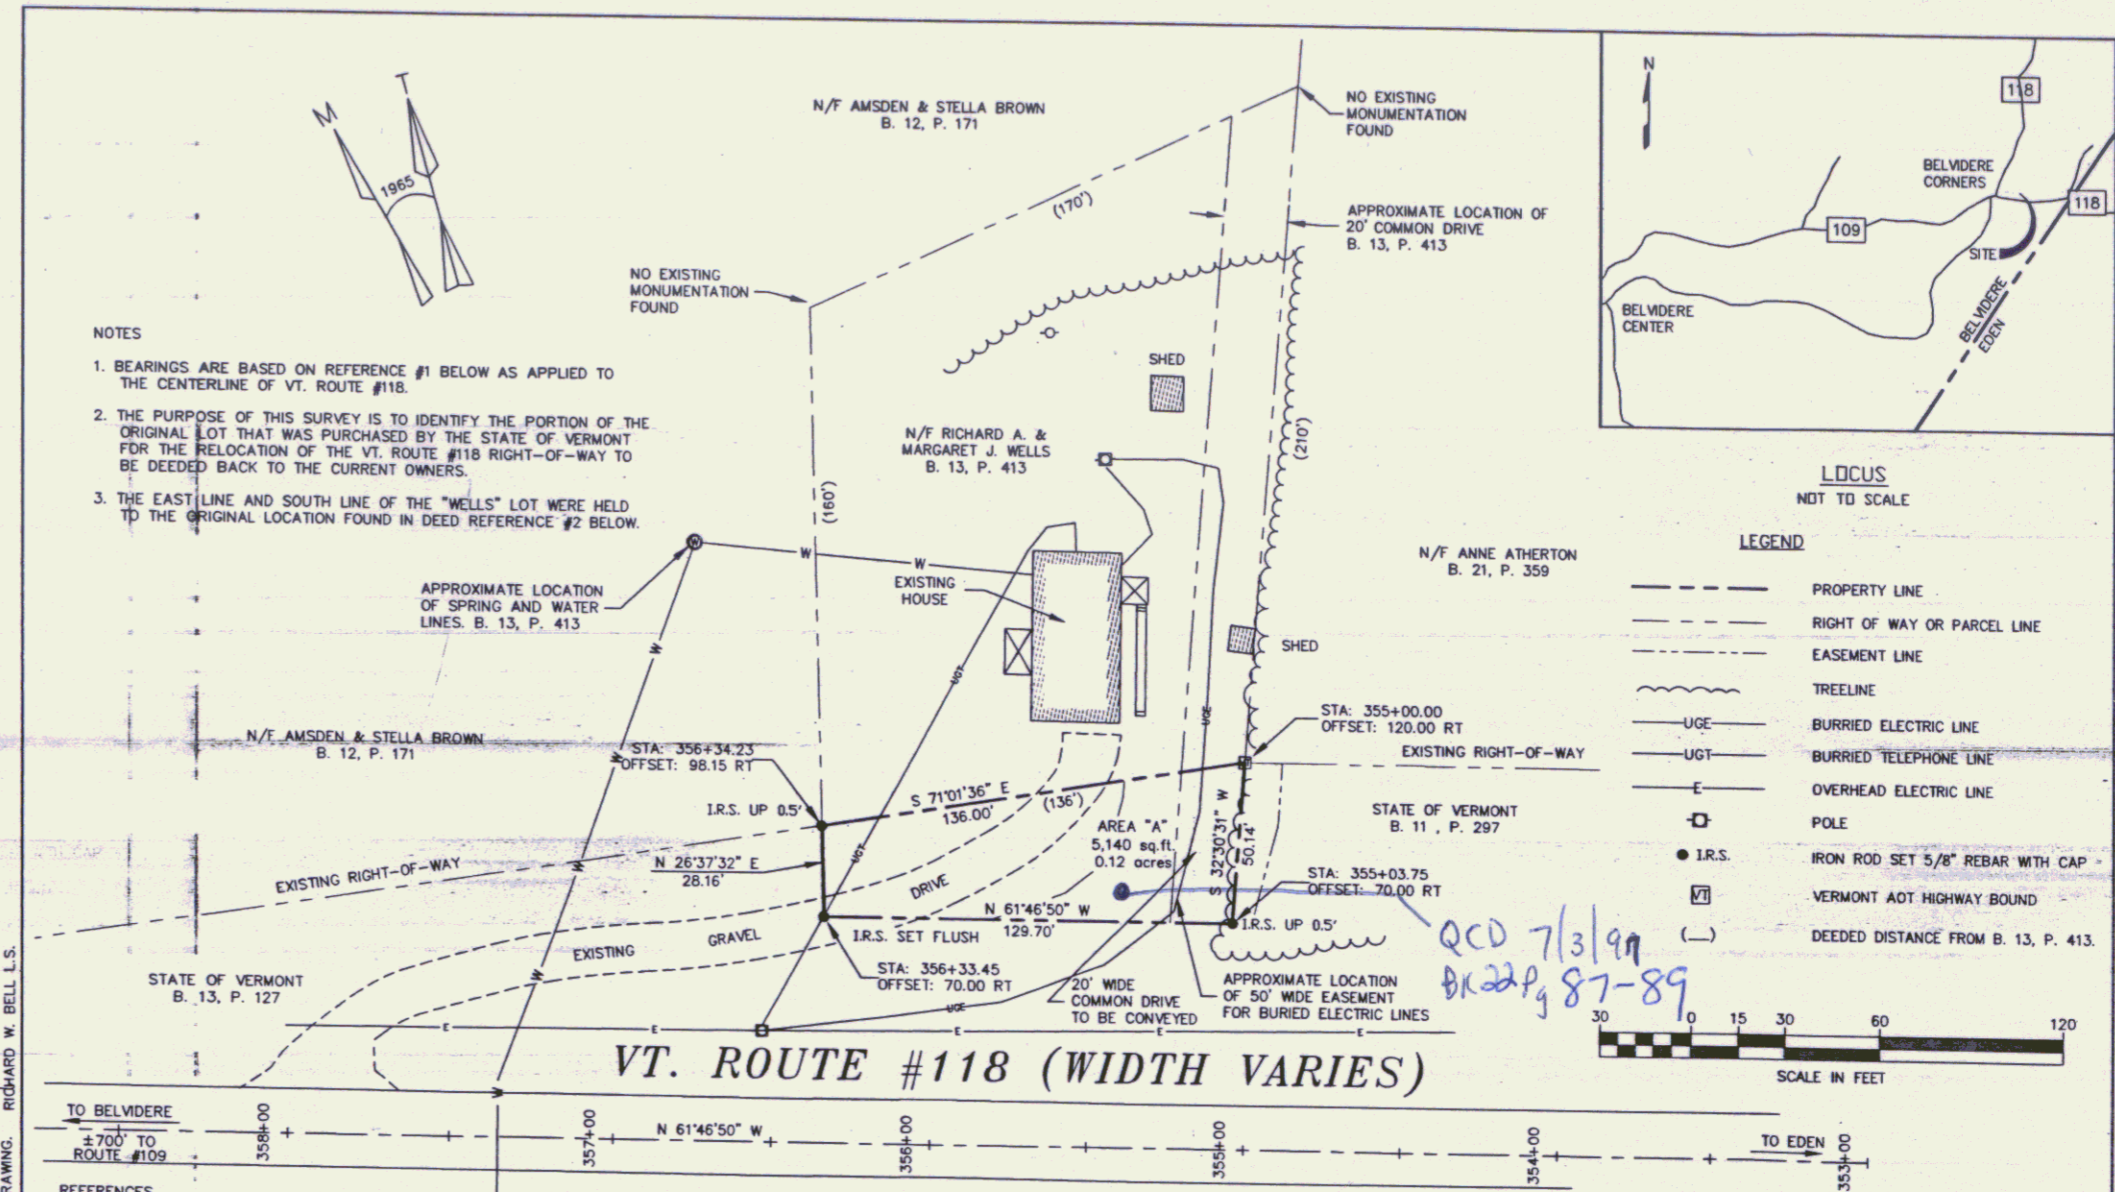 M
T
1965
N/F AMSDEN & STELLA BROWN
B. 12, P. 171
NO EXISTING
MONUMENTATION
FOUND
(170')
APPROXIMATE LOCATION OF
20' COMMON DRIVE
B. 13, P. 413
NO EXISTING
MONUMENTATION
FOUND
N
118
BELVIDERE
CORNERS
118
109
SITE
BELVIDERE
CENTER
BELVIDERE
EDEN
LOCUS
NOT TO SCALE
NOTES
1. BEARINGS ARE BASED ON REFERENCE #1 BELOW AS APPLIED TO
THE CENTERLINE OF VT. ROUTE #118.
2. THE PURPOSE OF THIS SURVEY IS TO IDENTIFY THE PORTION OF THE
ORIGINAL LOT THAT WAS PURCHASED BY THE STATE OF VERMONT
FOR THE RELOCATION OF THE VT. ROUTE #118 RIGHT-OF-WAY TO
BE DEEDED BACK TO THE CURRENT OWNERS.
3. THE EAST LINE AND SOUTH LINE OF THE "WELLS" LOT WERE HELD
TO THE ORIGINAL LOCATION FOUND IN DEED REFERENCE #2 BELOW.
SHED
N/F RICHARD A. &
MARGARET J. WELLS
B. 13, P. 413
(210')
(160')
W
W
W
EXISTING
HOUSE
APPROXIMATE LOCATION
OF SPRING AND WATER
LINES. B. 13, P. 413
W
W
W
W
W
SHED
N/F ANNE ATHERTON
B. 21, P. 359
LEGEND
PROPERTY LINE
RIGHT OF WAY OR PARCEL LINE
EASEMENT LINE
TREELINE
UGE BURRIED ELECTRIC LINE
UGT BURRIED TELEPHONE LINE
E OVERHEAD ELECTRIC LINE
POLE
I.R.S. IRON ROD SET 5/8" REBAR WITH CAP
VT VERMONT AOT HIGHWAY BOUND
(__) DEEDED DISTANCE FROM B. 13, P. 413.
UGT
UGE
N/F AMSDEN & STELLA BROWN
B. 12, P. 171
STA: 356+34.23
OFFSET: 98.15 RT
I.R.S. UP 0.5'
S 71°01'36" E
136.00'
(136')
STA: 355+00.00
OFFSET: 120.00 RT
EXISTING RIGHT-OF-WAY
STATE OF VERMONT
B. 11 , P. 297
AREA "A"
5,140 sq.ft.
0.12 acres
S 32°30'31" W
50.14'
STA: 355+03.75
OFFSET: 70.00 RT
I.R.S. UP 0.5'
UGT
EXISTING RIGHT-OF-WAY
N 26°37'32" E
28.16'
DRIVE
N 61°46'50" W
129.70'
I.R.S. SET FLUSH
GRAVEL
EXISTING
STA: 356+33.45
OFFSET: 70.00 RT
20' WIDE
COMMON DRIVE
TO BE CONVEYED
APPROXIMATE LOCATION
OF 50' WIDE EASEMENT
FOR BURIED ELECTRIC LINES
QCD 7/3/97
BK22Pg 87-89
STATE OF VERMONT
B. 13, P. 127
UGE
E
E
E
E
E
30 0 15 30 60 120
SCALE IN FEET
VT. ROUTE #118 (WIDTH VARIES)
TO BELVIDERE
±700' TO
ROUTE #109
358+00
357+00
N 61°46'50" W
356+00
355+00
354+00
TO EDEN
353+00
REFERENCES
RAWING. RICHARD W. BELL L.S.